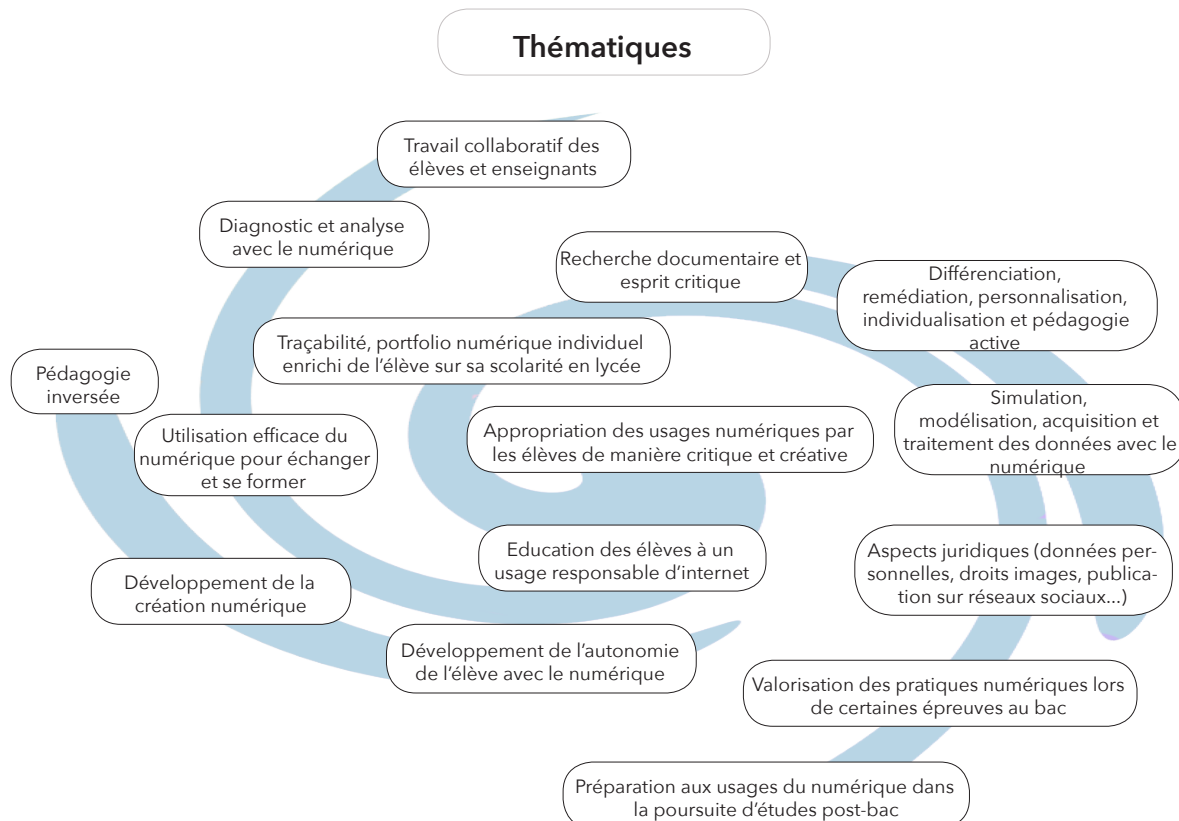 Thématiques
Travail collaboratif des
élèves et enseignants
Diagnostic et analyse
avec le numérique
Recherche documentaire et
esprit critique
Différenciation,
remédiation, personnalisation,
individualisation et pédagogie
active
Traçabilité, portfolio numérique individuel
enrichi de l’élève sur sa scolarité en lycée
Pédagogie
inversée
Simulation,
modélisation, acquisition et
traitement des données avec le
numérique
Utilisation efficace du
numérique pour échanger
et se former
Appropriation des usages numériques par
les élèves de manière critique et créative
Education des élèves à un
usage responsable d’internet
Aspects juridiques (données per-
sonnelles, droits images, publica-
tion sur réseaux sociaux...)
Développement de la
création numérique
Développement de l’autonomie
de l’élève avec le numérique
Valorisation des pratiques numériques lors
de certaines épreuves au bac
Préparation aux usages du numérique dans
la poursuite d’études post-bac